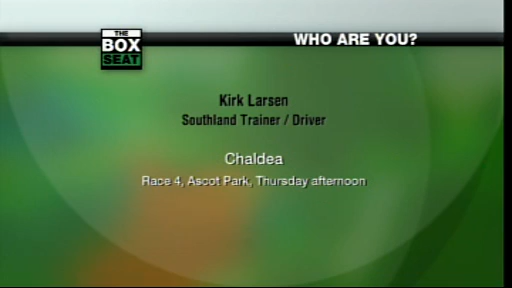 THE
BOX
SEAT
WHO ARE YOU?
Kirk Larsen
Southland Trainer / Driver
Chaldea
Race 4, Ascot Park, Thursday afternoon